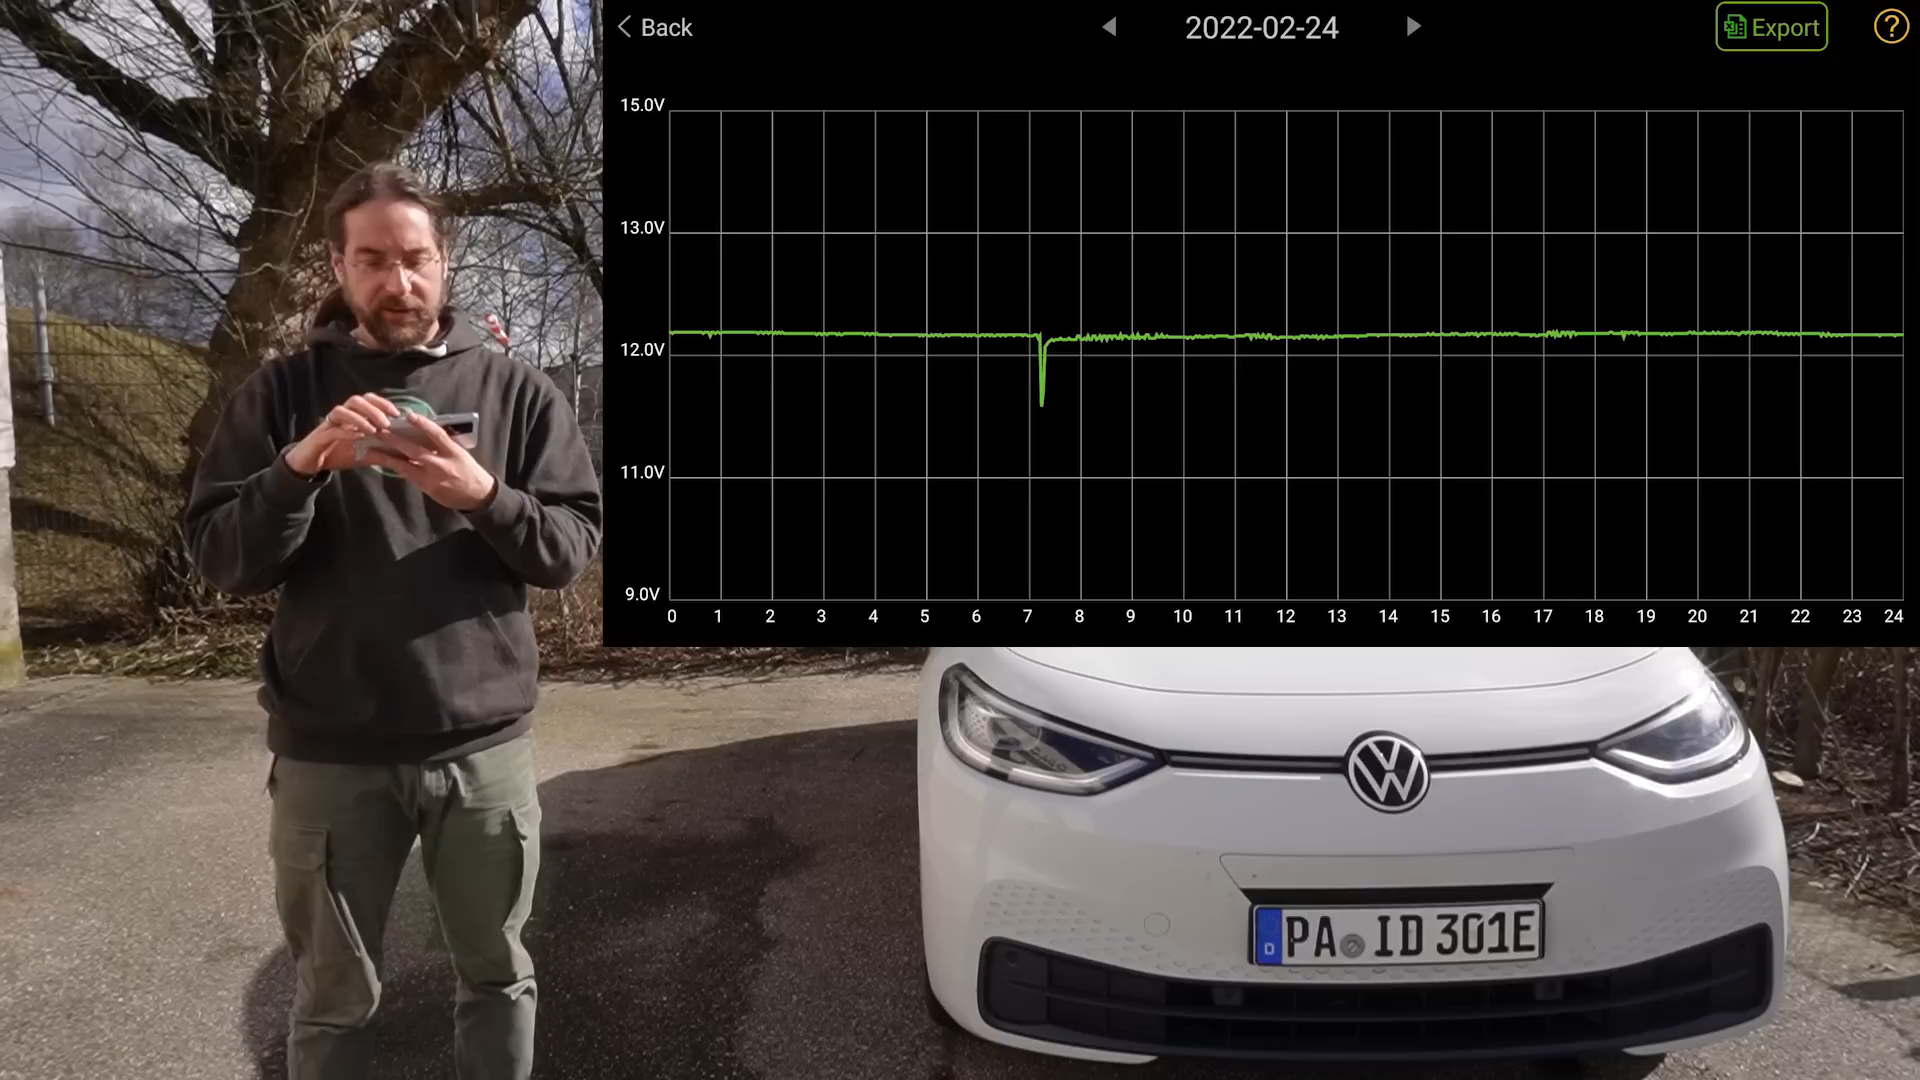 Back
2022-02-24
Export
?
15.0V
13.0V
12.0V
11.0V
9.0V
0 1 2 3 4 5 6 7 8 9 10 11 12 13 14 15 16 17 18 19 20 21 22 23 24
D PA ID 301E